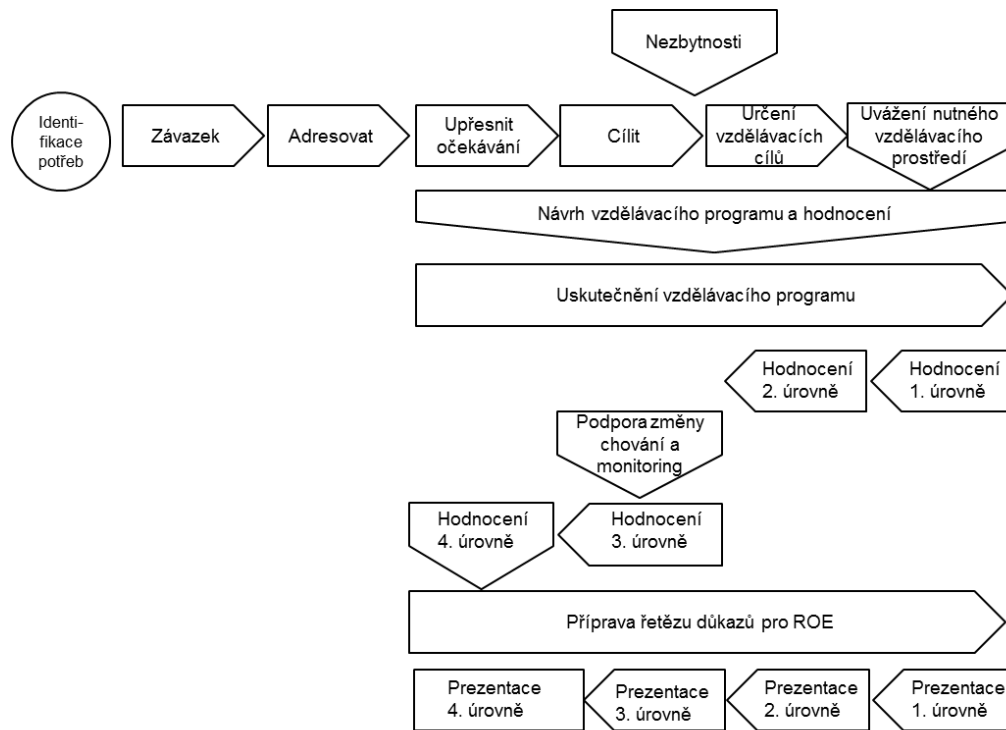 Nezbytnosti
Identi-
fikace
potřeb
Závazek
Adresovat
Upřesnit
očekávání
Cílit
Určení
vzdělávacích
cílů
Uvážení nutného
vzdělávacího
prostředí
Návrh vzdělávacího programu a hodnocení
Uskutečnění vzdělávacího programu
Hodnocení
2. úrovně
Hodnocení
1. úrovně
Podpora změny
chování a
monitoring
Hodnocení
4. úrovně
Hodnocení
3. úrovně
Příprava řetězu důkazů pro ROE
Prezentace
4. úrovně
Prezentace
3. úrovně
Prezentace
2. úrovně
Prezentace
1. úrovně